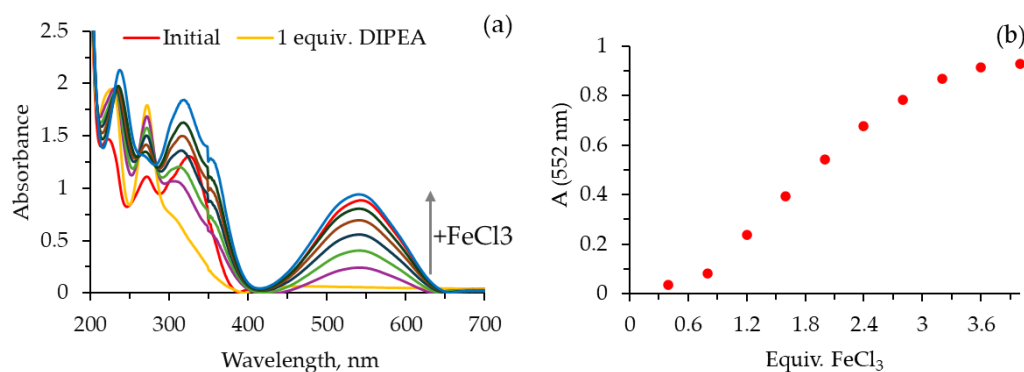 (a)
Initial 1 equiv. DIPEA
2.5
2
1.5
1
0.5
0
Absorbance
+FeCl3
200 300 400 500 600 700
Wavelength, nm
(b)
1
0.8
0.6
0.4
0.2
0
A (552 nm)
0 0.6 1.2 1.8 2.4 3 3.6
Equiv. FeCl₃